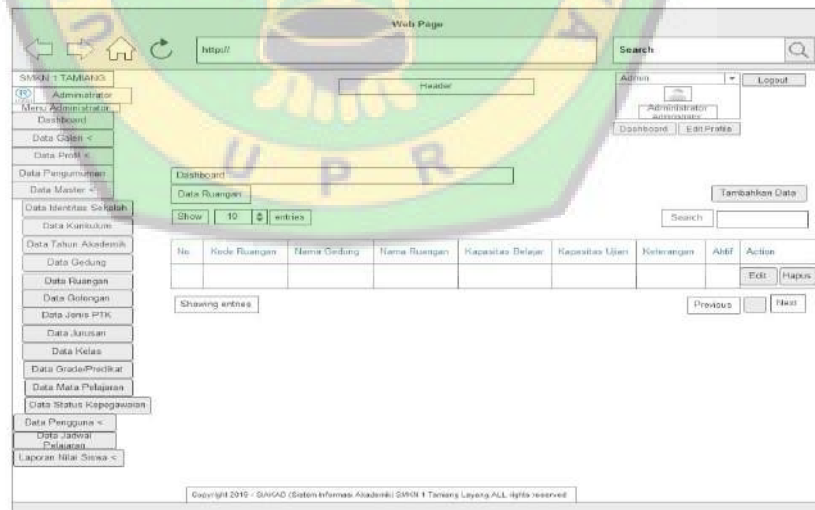 Web Page
http://
Search
SMKN 1 TAMIANG
Header
Admin
Logout
Administrator
Menu Administrator
Administrator
Administrator
Dashboard
Edit Profile
Dashboard
Data Galeri <
Data Profil <
Data Pengumuman
Data Master <
Data Identitas Sekolah
Data Kurikulum
Data Tahun Akademik
Data Gedung
Data Ruangan
Data Golongan
Data Jenis PTK
Data Jurusan
Data Kelas
Data Grade/Predikat
Data Mata Pelajaran
Data Status Kepegawaian
Data Pengguna <
Data Jadwal
Pelajaran
Laporan Nilai Siswa <
UPR
Dashboard
Data Ruangan
Tambahkan Data
Show 10 entries
Search
No Kode Ruangan Nama Gedung Nama Ruangan Kapasitas Belajar Kapasitas Ujian Keterangan Aktif Action
Edit Hapus
Showing entries
Previous Next
Copyright 2019 - SIAKAD (Sistem Informasi Akademik) SMKN 1 Tamiang Layang.ALL rights reserved